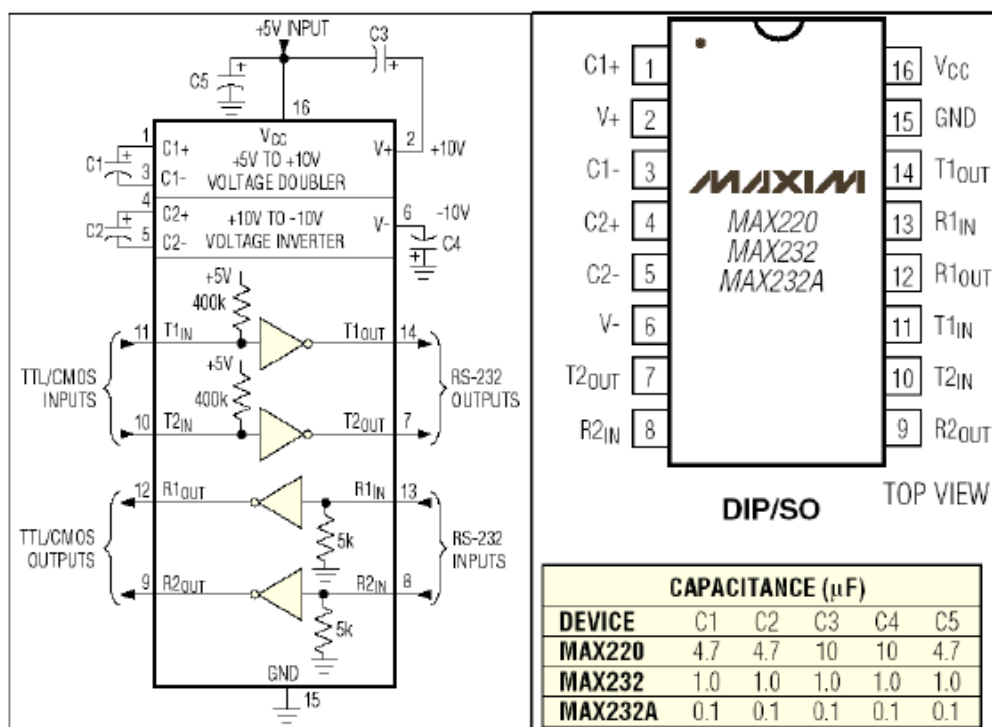 +5V INPUT
C3
+
C5
+
16
1
VCC
2
C1+
+5V TO +10V
V+
+10V
C1
+
3
C1-
VOLTAGE DOUBLER
4
C2+
+10V TO -10V
6
-10V
C2
+
5
C2-
VOLTAGE INVERTER
V-
+
C4
+5V
400k
11
T1IN
T1OUT
14
TTL/CMOS
INPUTS
+5V
400k
RS-232
OUTPUTS
10
T2IN
T2OUT
7
12
R1OUT
R1IN
13
TTL/CMOS
OUTPUTS
5k
RS-232
INPUTS
9
R2OUT
R2IN
8
5k
GND
15
C1+ 1
V+ 2
C1- 3
C2+ 4
C2- 5
V- 6
T2OUT 7
R2IN 8
MAXIM
MAX220
MAX232
MAX232A
16 VCC
15 GND
14 T1OUT
13 R1IN
12 R1OUT
11 T1IN
10 T2IN
9 R2OUT
TOP VIEW
DIP/SO
CAPACITANCE (μF)
DEVICE C1 C2 C3 C4 C5
MAX220 4.7 4.7 10 10 4.7
MAX232 1.0 1.0 1.0 1.0 1.0
MAX232A 0.1 0.1 0.1 0.1 0.1